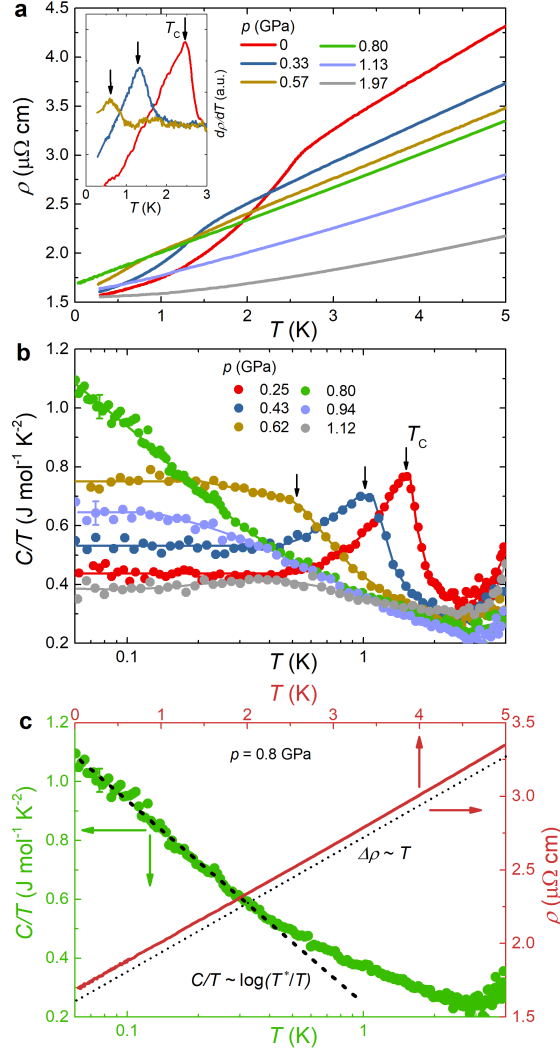 a
4.5
4.0
3.5
3.0
2.5
2.0
1.5
ρ (μΩ cm)
T_C
0 1 2 3
T (K)
dρ/dT (a.u.)
p (GPa)
0 0.80
0.33 1.13
0.57 1.97
0 1 2 3 4 5
T (K)
b
1.2
1.0
0.8
0.6
0.4
0.2
C/T (J mol⁻¹ K⁻²)
p (GPa)
0.25 0.80
0.43 0.94
0.62 1.12
T_C
0.1 1
T (K)
T (K)
c
0 1 2 3 4 5
1.2
1.0
0.8
0.6
0.4
0.2
C/T (J mol⁻¹ K⁻²)
p = 0.8 GPa
Δρ ~ T
C/T ~ log(T*/T)
3.5
3.0
2.5
2.0
1.5
ρ (μΩ cm)
0.1 1
T (K)